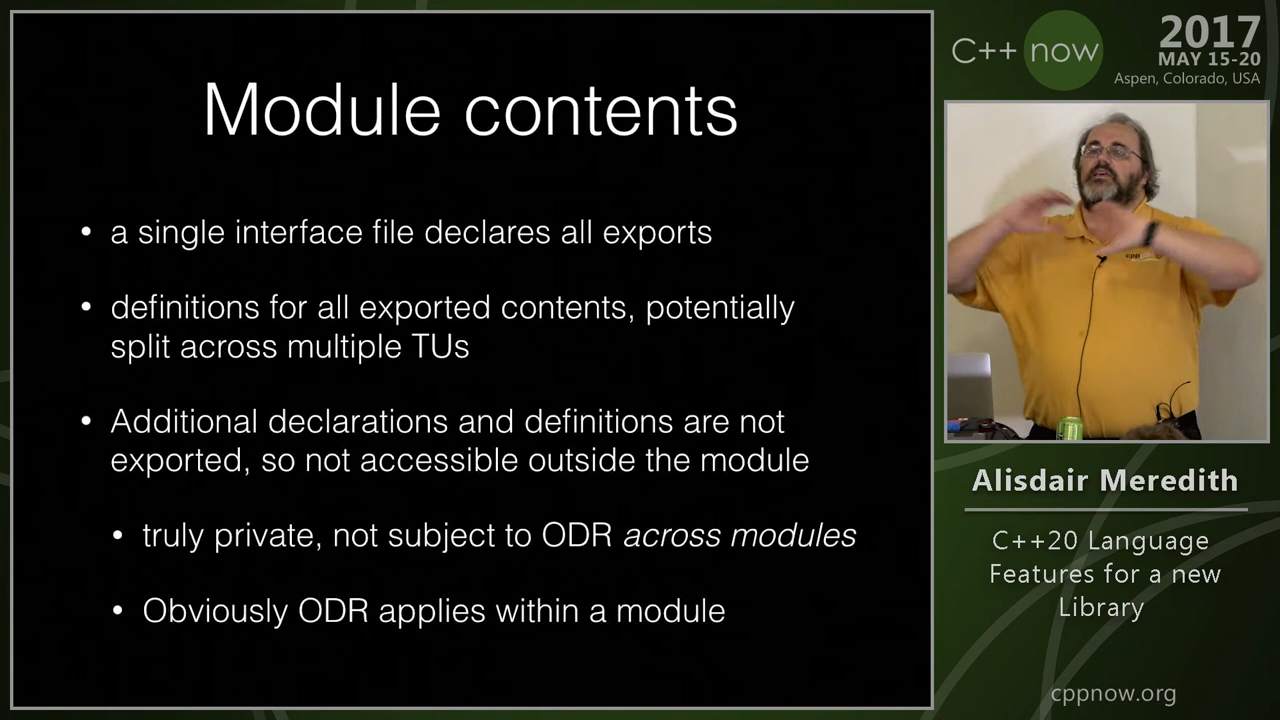 Module contents
• a single interface file declares all exports
• definitions for all exported contents, potentially
split across multiple TUs
• Additional declarations and definitions are not
exported, so not accessible outside the module
• truly private, not subject to ODR across modules
• Obviously ODR applies within a module
C++ now
2017
MAY 15-20
Aspen, Colorado, USA
Alisdair Meredith
C++20 Language
Features for a new
Library
cppnow.org